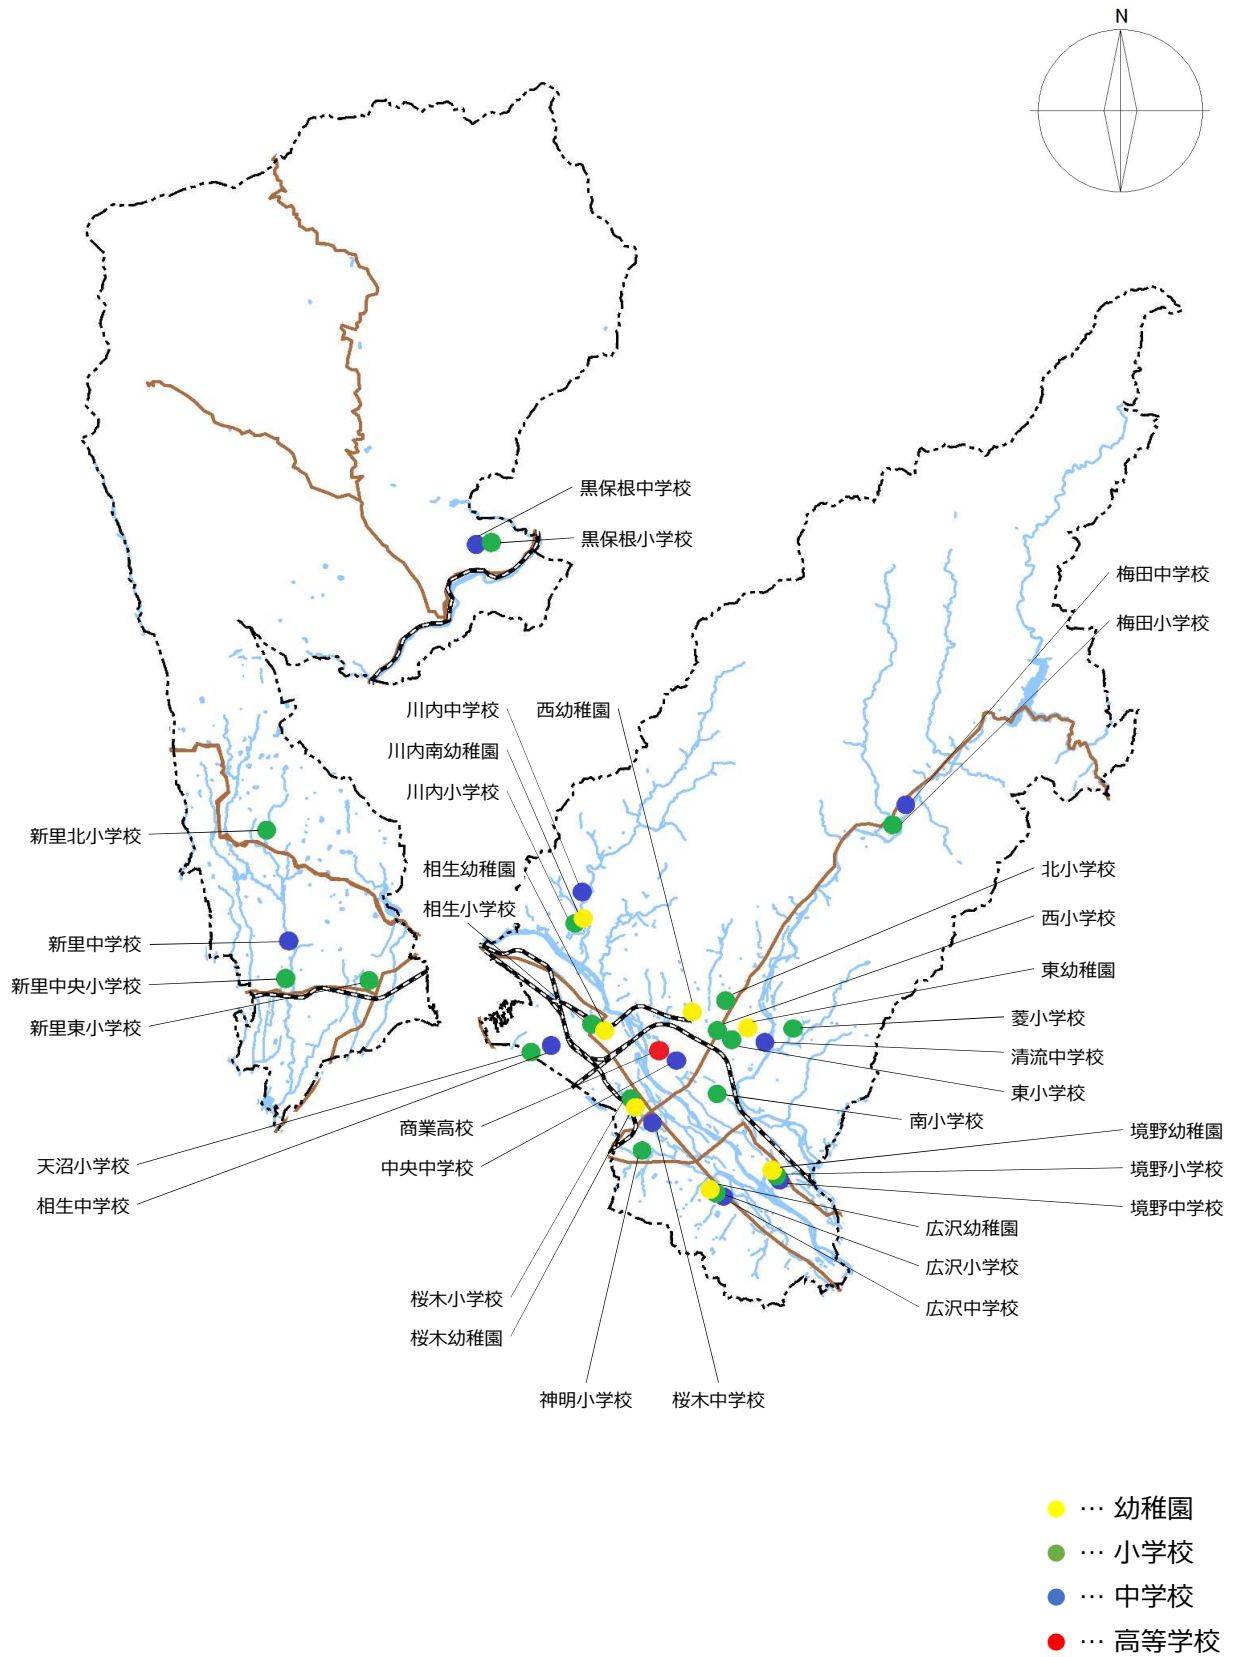 N
黒保根中学校
黒保根小学校
梅田中学校
梅田小学校
川内中学校
西幼稚園
川内南幼稚園
川内小学校
新里北小学校
相生幼稚園
北小学校
相生小学校
西小学校
新里中学校
東幼稚園
新里中央小学校
菱小学校
新里東小学校
清流中学校
東小学校
南小学校
商業高校
境野幼稚園
天沼小学校
中央中学校
境野小学校
相生中学校
境野中学校
広沢幼稚園
広沢小学校
桜木小学校
広沢中学校
桜木幼稚園
神明小学校
桜木中学校
… 幼稚園
… 小学校
… 中学校
… 高等学校